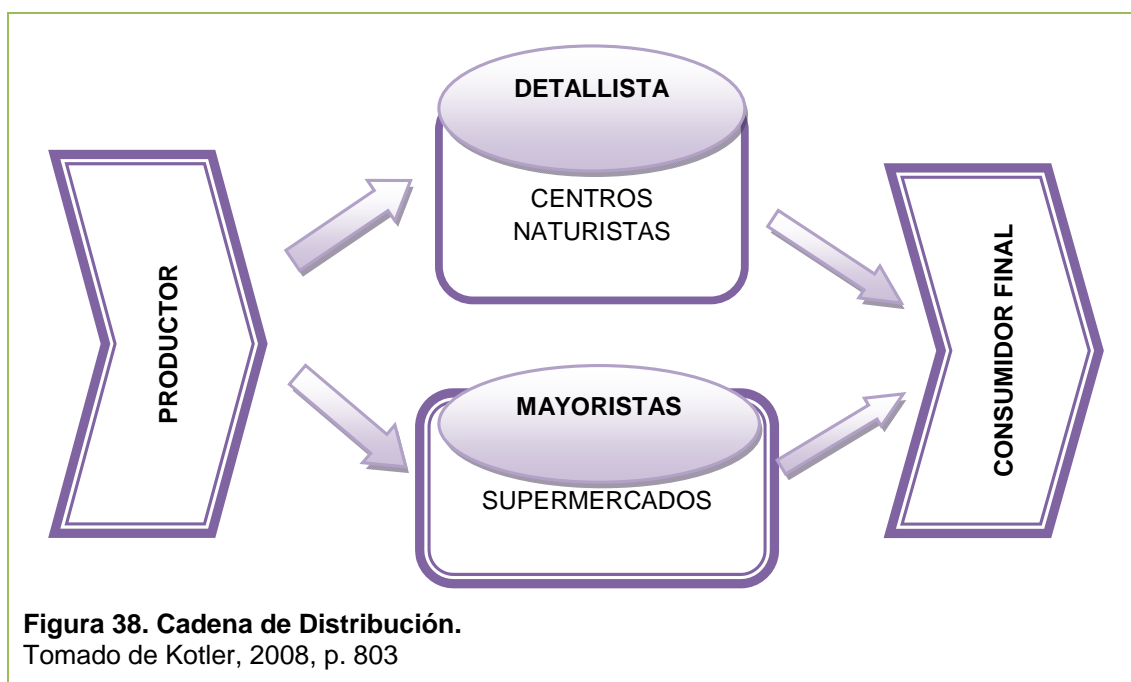 DETALLISTA
CENTROS
NATURISTAS
PRODUCTOR
CONSUMIDOR FINAL
MAYORISTAS
SUPERMERCADOS
Figura 38. Cadena de Distribución.
Tomado de Kotler, 2008, p. 803